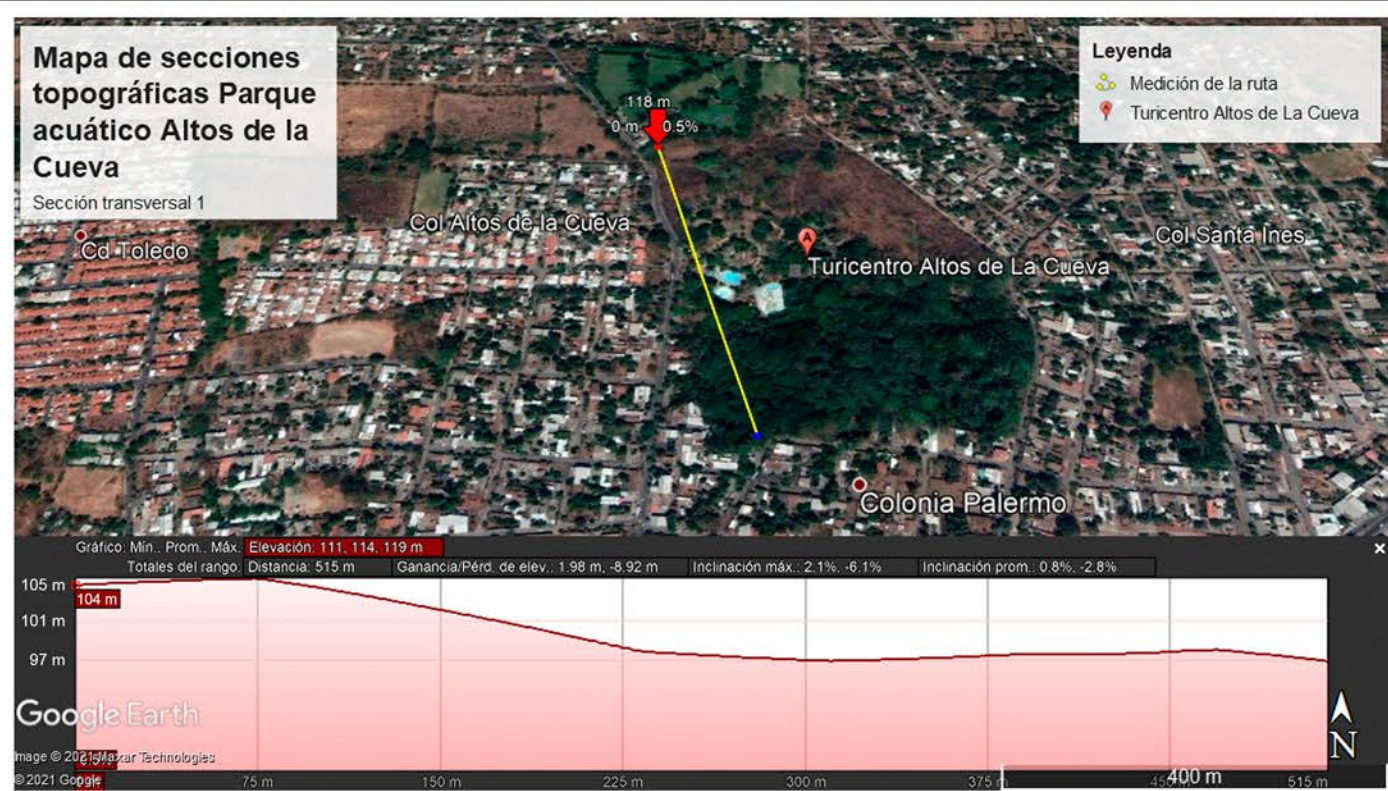 Mapa de secciones
topográficas Parque
acuático Altos de la
Cueva
Sección transversal 1
Leyenda
Medición de la ruta
Turicentro Altos de La Cueva
118 m
0 m
0.5%
Col Altos de la Cueva
Cd Toledo
A
Turicentro Altos de La Cueva
Col Santa Ines
Colonia Palermo
Gráfico: Mín., Prom., Máx. Elevación: 111, 114, 119 m
Totales del rango: Distancia: 515 m Ganancia/Pérd. de elev.: 1.98 m, -8.92 m Inclinación máx.: 2.1%, -6.1% Inclinación prom.: 0.8%, -2.8%
105 m
104 m
101 m
97 m
Google Earth
Image © 2021 Maxar Technologies
© 2021 Google
75 m 150 m 225 m 300 m 375 m 450 m 515 m
400 m
N